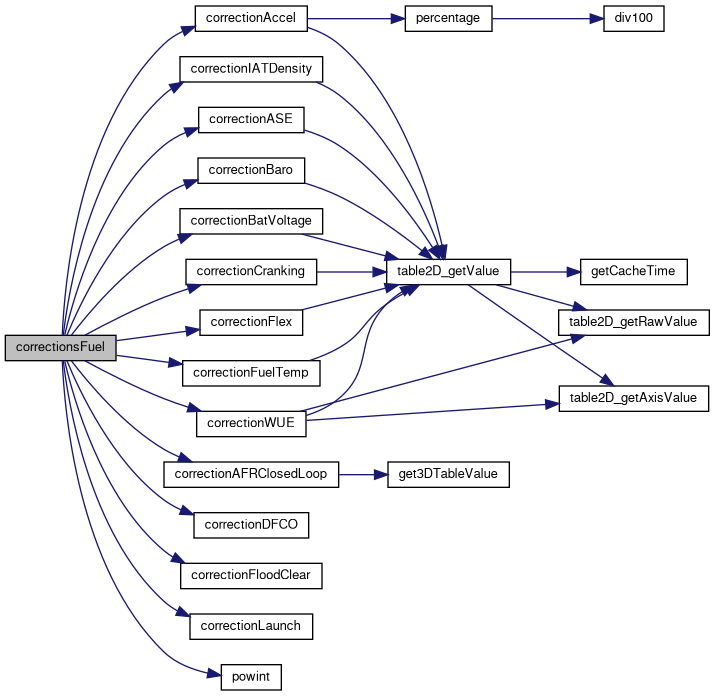 correctionAccel
percentage
div100
correctionIATDensity
correctionASE
correctionBaro
correctionBatVoltage
correctionCranking
table2D_getValue
getCacheTime
correctionFlex
table2D_getRawValue
correctionsFuel
correctionFuelTemp
table2D_getAxisValue
correctionWUE
correctionAFRClosedLoop
get3DTableValue
correctionDFCO
correctionFloodClear
correctionLaunch
powint